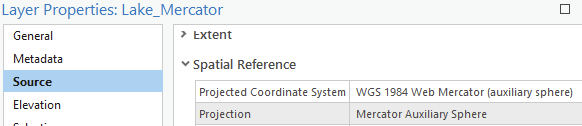 Layer Properties: Lake_Mercator
General
Metadata
Source
Elevation
Extent
Spatial Reference
Projected Coordinate System WGS 1984 Web Mercator (auxiliary sphere)
Projection Mercator Auxiliary Sphere